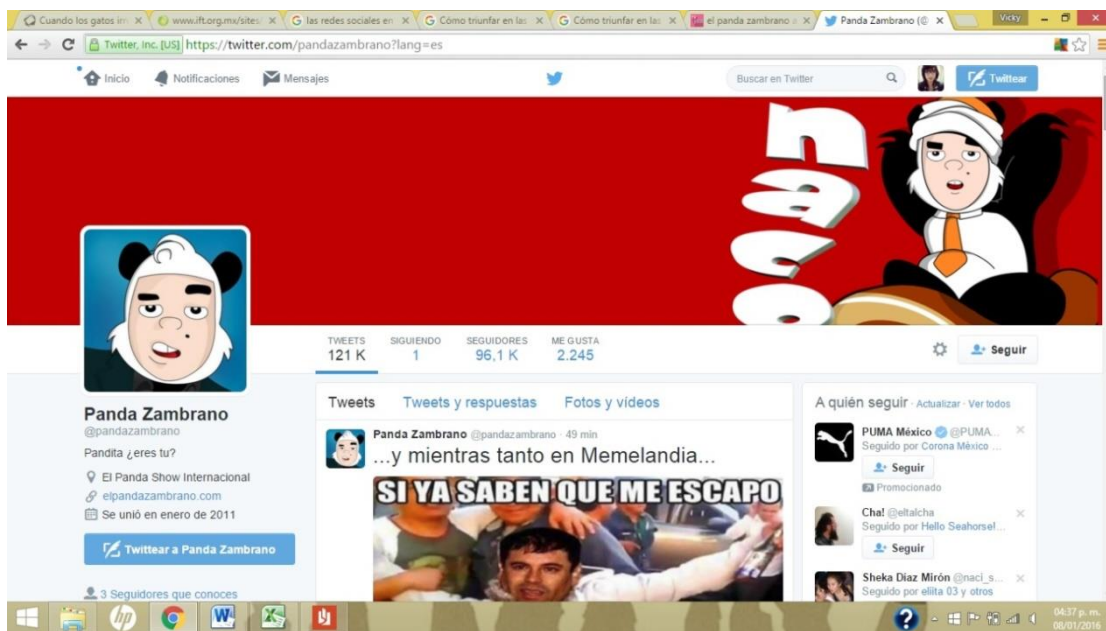 Cuando los gatos inv
www.ift.org.mx/sites/
las redes sociales en
Cómo triunfar en las
Cómo triunfar en las
el panda zambrano a
Panda Zambrano (@
Vicky
Twitter, Inc. [US]
https://twitter.com/pandazambrano?lang=es
Inicio
Notificaciones
Mensajes
Buscar en Twitter
Twittear
naco
TWEETS
121 K
SIGUIENDO
1
SEGUIDORES
96,1 K
ME GUSTA
2.245
Seguir
Panda Zambrano
@pandazambrano
Pandita ¿eres tu?
El Panda Show Internacional
elpandazambrano.com
Se unió en enero de 2011
Twittear a Panda Zambrano
3 Seguidores que conoces
Tweets Tweets y respuestas Fotos y vídeos
Panda Zambrano @pandazambrano · 49 min
...y mientras tanto en Memelandia...
SI YA SABEN QUE ME ESCAPO
A quién seguir · Actualizar · Ver todos
PUMA México @PUMA...
Seguido por Corona México ...
Seguir
Promocionado
Cha! @eltalcha
Seguido por Hello Seahorse!...
Seguir
Sheka Díaz Mirón @naci_s...
Seguido por ellita 03 y otros
04:37 p. m.
08/01/2016